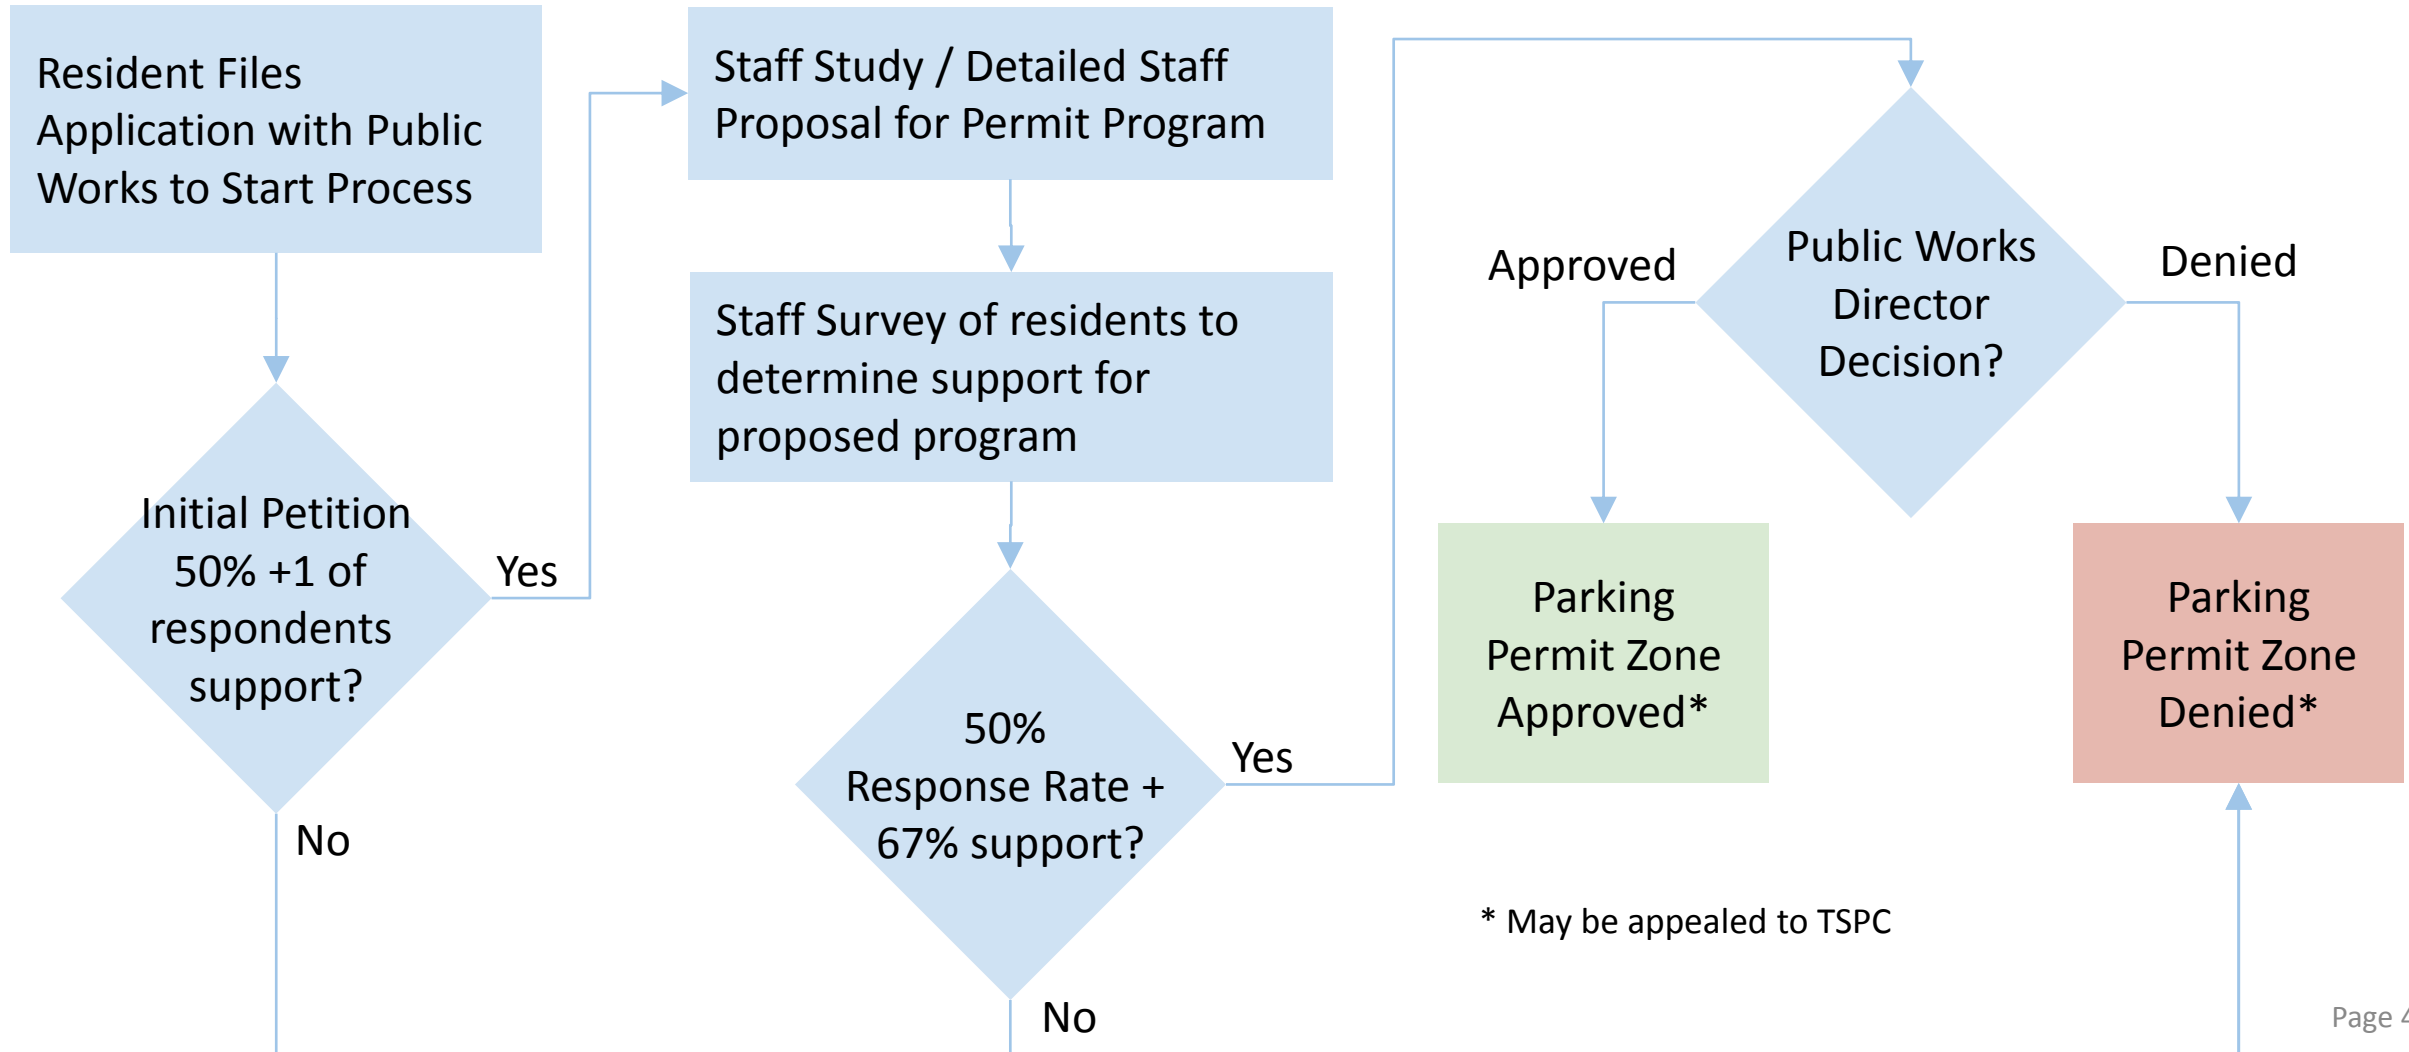 Resident Files
Application with Public
Works to Start Process
Initial Petition
50% +1 of
respondents
support?
Yes
No
Staff Study / Detailed Staff
Proposal for Permit Program
Staff Survey of residents to
determine support for
proposed program
50%
Response Rate +
67% support?
Yes
No
Public Works
Director
Decision?
Approved
Denied
Parking
Permit Zone
Approved*
Parking
Permit Zone
Denied*
* May be appealed to TSPC
Page 4